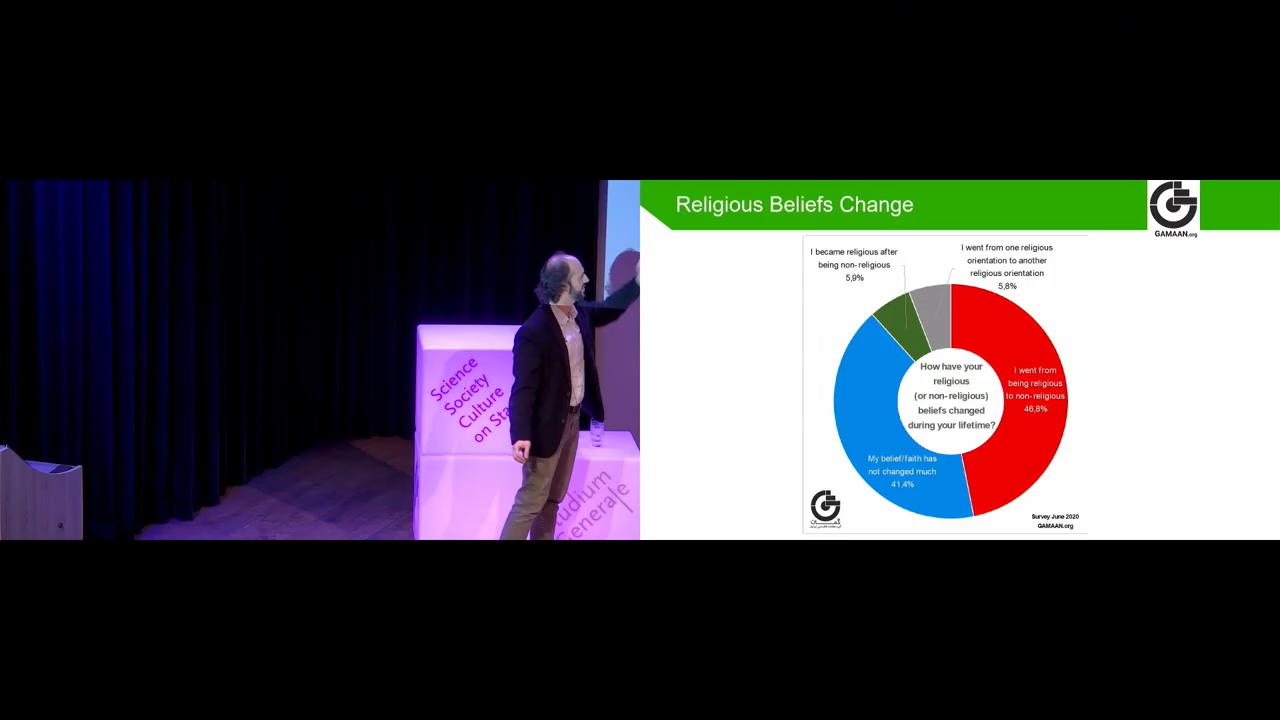 Science
Society
Culture
on Sta
udium
Generale
Religious Beliefs Change
GAMAAN.org
I became religious after
being non-religious
5,9%
I went from one religious
orientation to another
religious orientation
5,8%
How have your
religious
(or non-religious)
beliefs changed
during your lifetime?
I went from
being religious
to non-religious
46,8%
My belief/faith has
not changed much
41,4%
گمان
Survey June 2020
GAMAAN.org